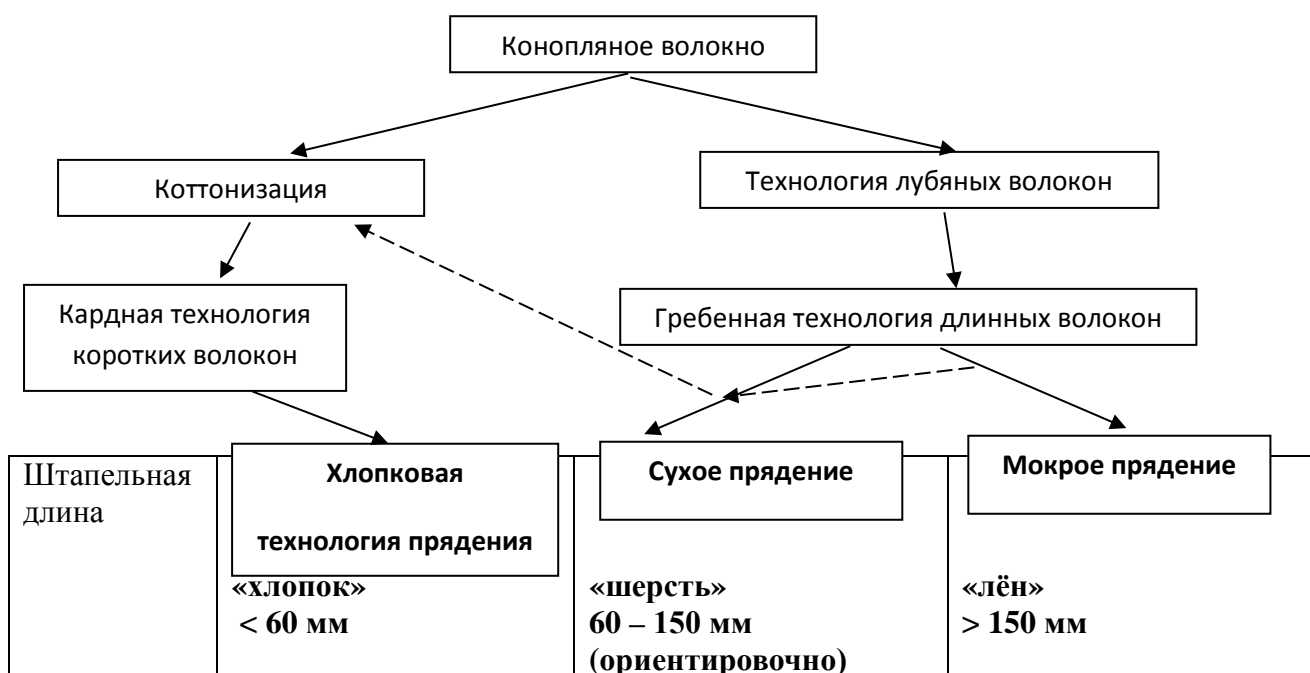 Конопляное волокно
Коттонизация
Технология лубяных волокон
Кардная технология
коротких волокон
Гребенная технология длинных волокон
Штапельная
длина
Хлопковая
технология прядения
«хлопок»
< 60 мм
Сухое прядение
«шерсть»
60 – 150 мм
(ориентировочно)
Мокрое прядение
«лён»
> 150 мм